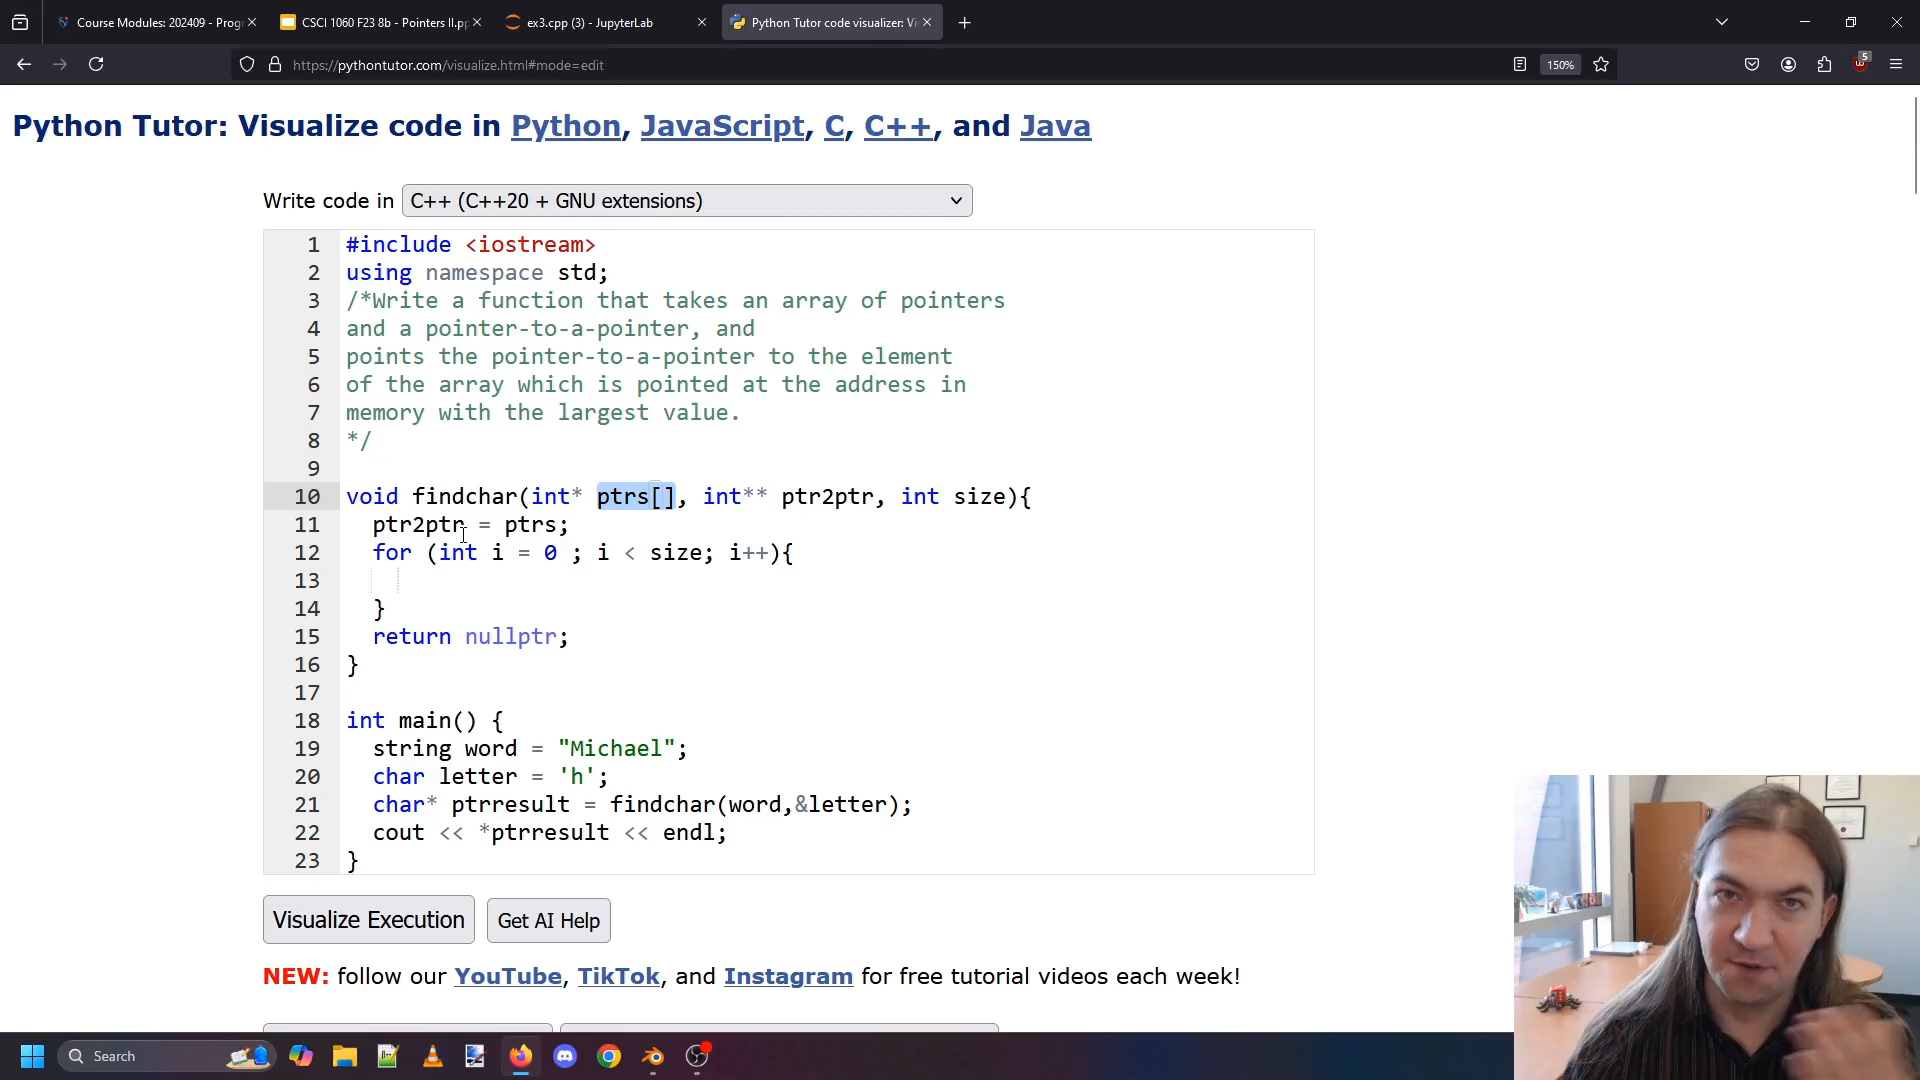 Course Modules: 202409 - Prog
CSCI 1060 F23 8b - Pointers II.pp
ex3.cpp (3) - JupyterLab
Python Tutor code visualizer: Vi
https://pythontutor.com/visualize.html#mode=edit
150%
5
Python Tutor: Visualize code in Python, JavaScript, C, C++, and Java
Write code in C++ (C++20 + GNU extensions)
1 #include <iostream>
2 using namespace std;
3 /*Write a function that takes an array of pointers
4 and a pointer-to-a-pointer, and
5 points the pointer-to-a-pointer to the element
6 of the array which is pointed at the address in
7 memory with the largest value.
8 */
9
10 void findchar(int* ptrs[], int** ptr2ptr, int size){
11 ptr2ptr = ptrs;
12 for (int i = 0 ; i < size; i++){
13
14 }
15 return nullptr;
16 }
17
18 int main() {
19 string word = "Michael";
20 char letter = 'h';
21 char* ptrresult = findchar(word,&letter);
22 cout << *ptrresult << endl;
23 }
Visualize Execution
Get AI Help
NEW: follow our YouTube, TikTok, and Instagram for free tutorial videos each week!
Search